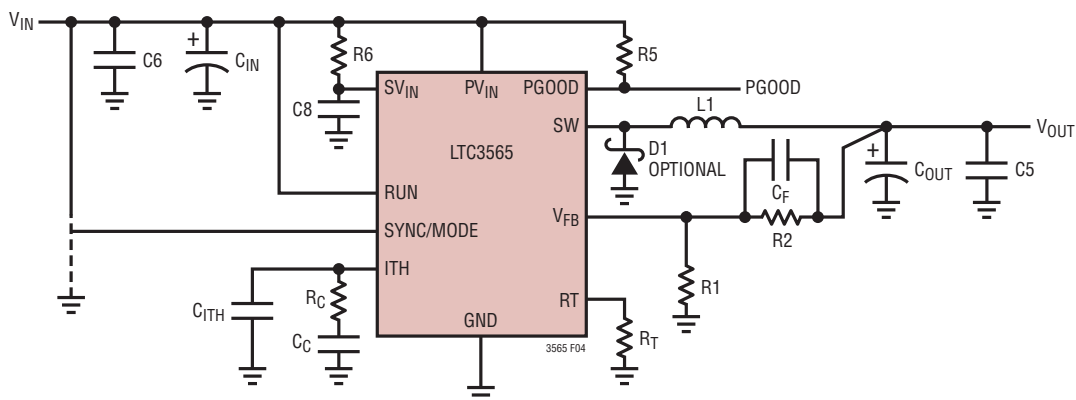 VIN
C6
+
CIN
R6
C8
R5
SVIN
PVIN
PGOOD
PGOOD
SW
L1
VOUT
LTC3565
D1
OPTIONAL
CF
+
COUT
C5
RUN
VFB
R2
SYNC/MODE
ITH
R1
RT
CITH
RC
CC
GND
RT
3565 F04